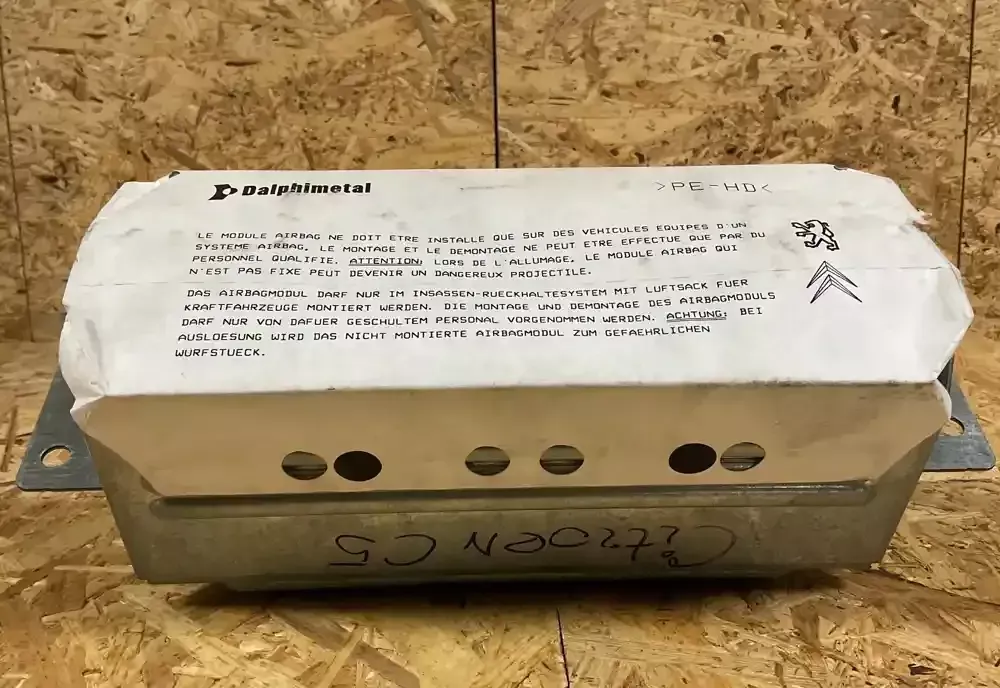 Dalphimetal
>PE-HD<
LE MODULE AIRBAG NE DOIT ETRE INSTALLE QUE SUR DES VEHICULES EQUIPES D'UN
SYSTEME AIRBAG. LE MONTAGE ET LE DEMONTAGE NE PEUT ETRE EFFECTUE QUE PAR DU
PERSONNEL QUALIFIE. ATTENTION: LORS DE L'ALLUMAGE, LE MODULE AIRBAG QUI
N'EST PAS FIXE PEUT DEVENIR UN DANGEREUX PROJECTILE.
DAS AIRBAGMODUL DARF NUR IM INSASSEN-RUECKHALTESYSTEM MIT LUFTSACK FUER
KRAFTFAHRZEUGE MONTIERT WERDEN. DIE MONTAGE UND DEMONTAGE DES AIRBAGMODULS
DARF NUR VON DAFUER GESCHULTEM PERSONAL VORGENOMMEN WERDEN. ACHTUNG: BEI
AUSLOESUNG WIRD DAS NICHT MONTIERTE AIRBAGMODUL ZUM GEFAEHRLICHEN
WURFSTUECK.
CITROEN C5